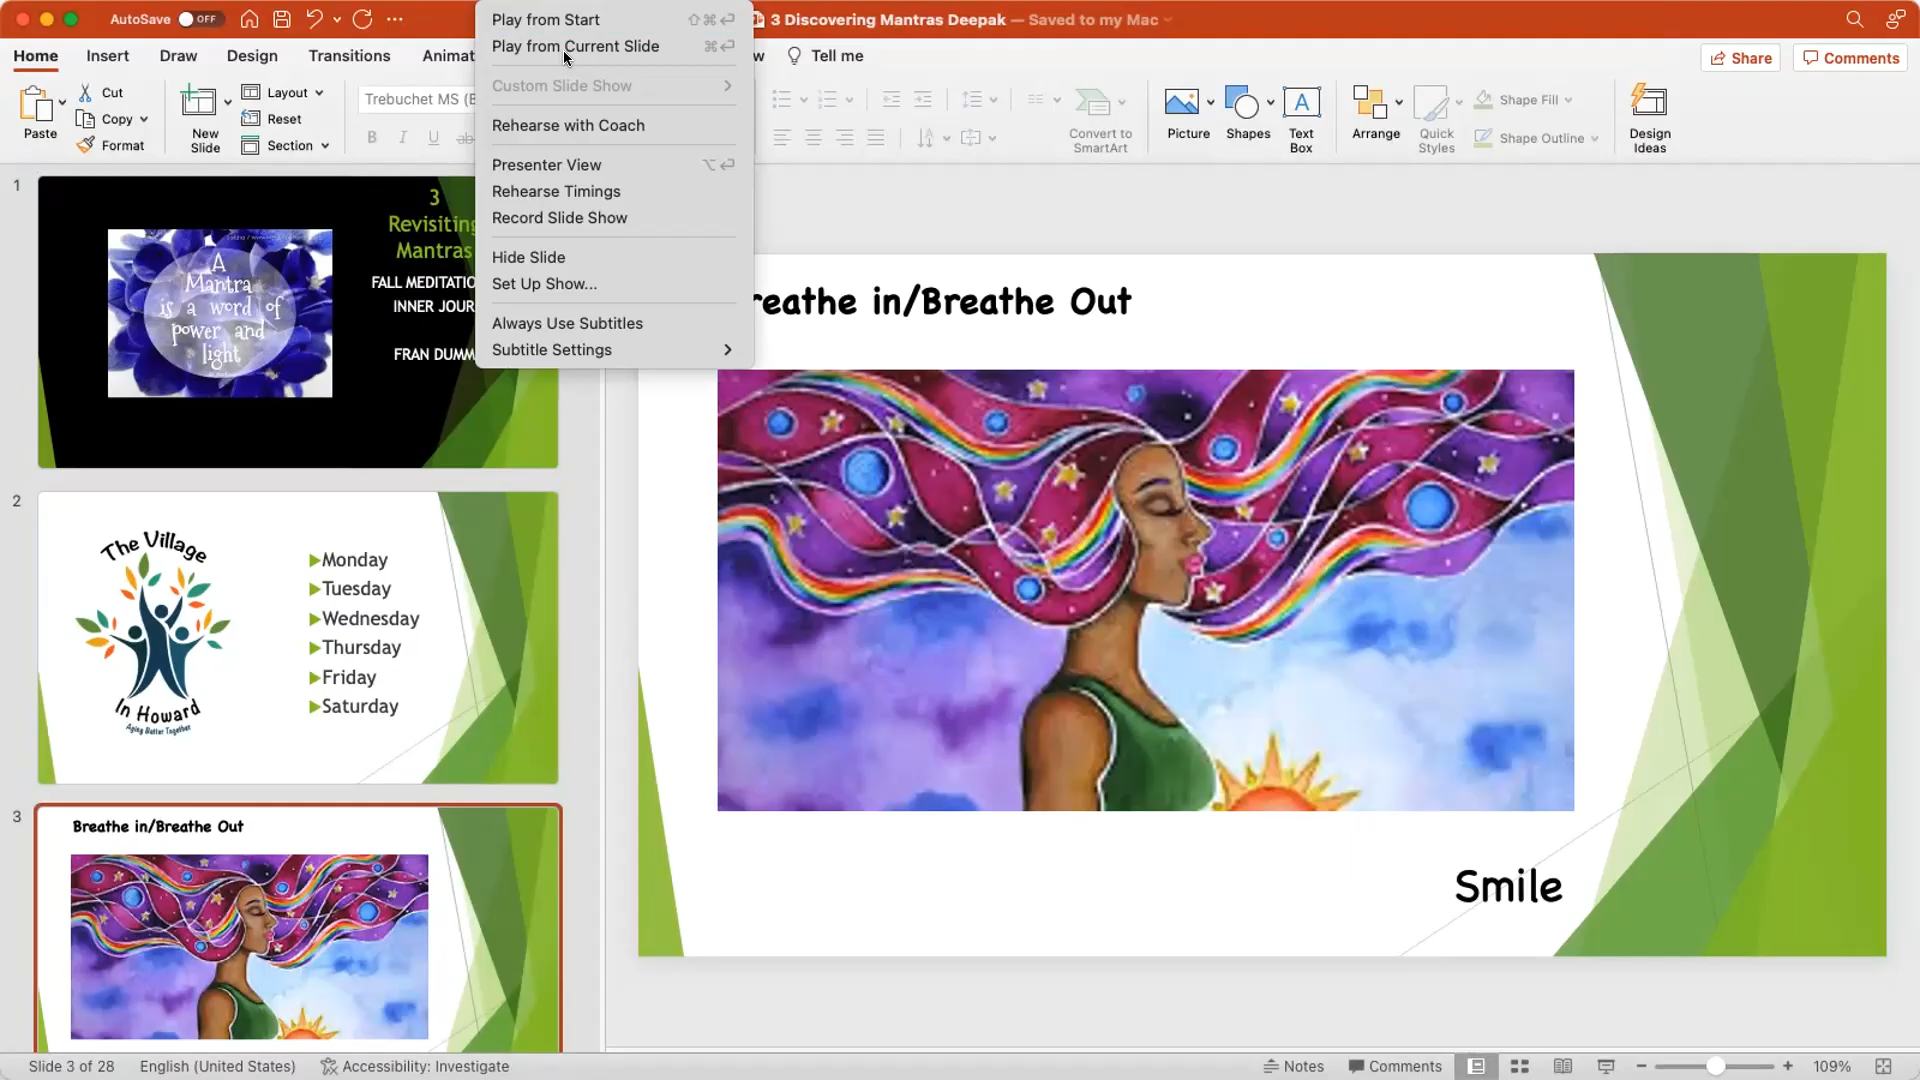 AutoSave OFF
3 Discovering Mantras Deepak — Saved to my Mac
Home Insert Draw Design Transitions Animat
Tell me
Share Comments
Paste
Cut
Copy
Format
New Slide
Layout
Reset
Section
Trebuchet MS (B
B I U ab
Convert to SmartArt
Picture
Shapes
Text Box
Arrange
Quick Styles
Shape Fill
Shape Outline
Design Ideas
Play from Start ⇧⌘↩
Play from Current Slide ⌘↩
Custom Slide Show
Rehearse with Coach
Presenter View ⌥↩
Rehearse Timings
Record Slide Show
Hide Slide
Set Up Show...
Always Use Subtitles
Subtitle Settings
1
3
Revisiting
Mantras
FALL MEDITATIO
INNER JOUR
FRAN DUMM
A
Mantra
is a word of
power and
light
2
The Village
In Howard
Aging Better Together
Monday
Tuesday
Wednesday
Thursday
Friday
Saturday
3
Breathe in/Breathe Out
reathe in/Breathe Out
Smile
Slide 3 of 28 English (United States) Accessibility: Investigate
Notes Comments 109%